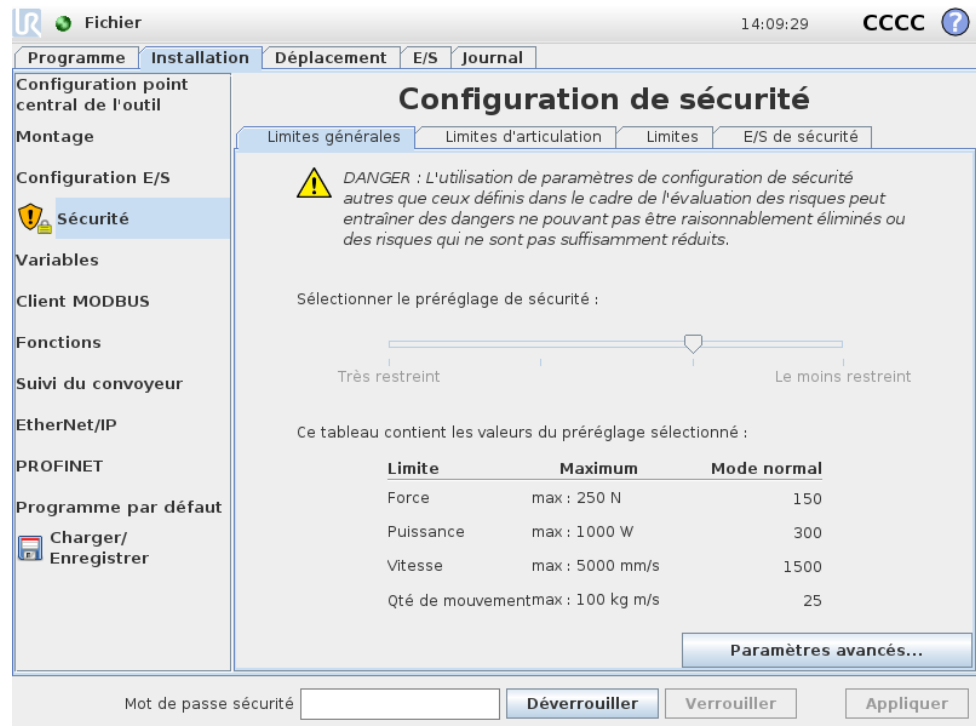 UR Fichier 14:09:29 CCCC ?
Programme Installation Déplacement E/S Journal
Configuration point
central de l'outil
Montage
Configuration E/S
Sécurité
Variables
Client MODBUS
Fonctions
Suivi du convoyeur
EtherNet/IP
PROFINET
Programme par défaut
Charger/
Enregistrer
Configuration de sécurité
Limites générales Limites d'articulation Limites E/S de sécurité
DANGER : L'utilisation de paramètres de configuration de sécurité
autres que ceux définis dans le cadre de l'évaluation des risques peut
entraîner des dangers ne pouvant pas être raisonnablement éliminés ou
des risques qui ne sont pas suffisamment réduits.
Sélectionner le préréglage de sécurité :
Très restreint Le moins restreint
Ce tableau contient les valeurs du préréglage sélectionné :
Limite Maximum Mode normal
Force max : 250 N 150
Puissance max : 1000 W 300
Vitesse max : 5000 mm/s 1500
Qté de mouvement max : 100 kg m/s 25
Paramètres avancés...
Mot de passe sécurité Déverrouiller Verrouiller Appliquer